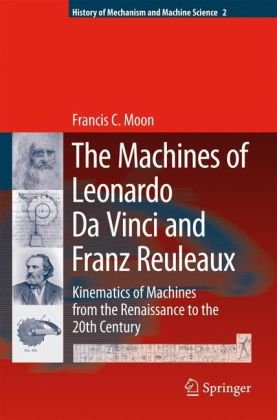 History of Mechanism and Machine Science 2
Francis C. Moon
The Machines of
Leonardo
Da Vinci and
Franz Reuleaux
Kinematics of Machines
from the Renaissance to the
20th Century
Springer